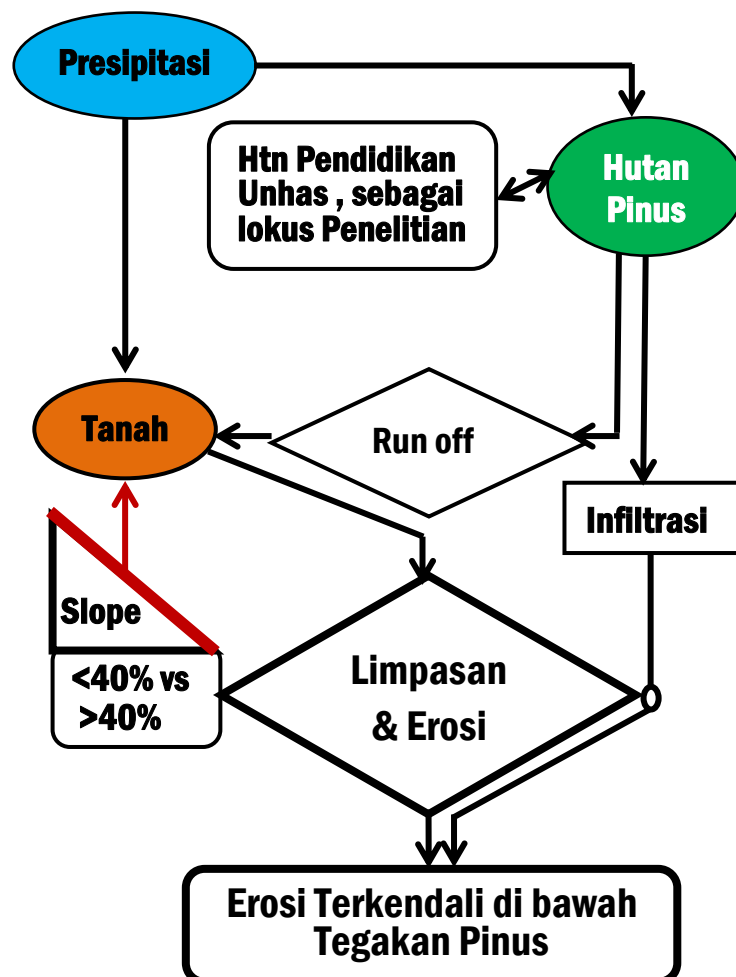 Presipitasi
Htn Pendidikan
Unhas , sebagai
lokus Penelitian
Hutan
Pinus
Tanah
Run off
Infiltrasi
Slope
<40% vs
>40%
Limpasan
& Erosi
Erosi Terkendali di bawah
Tegakan Pinus